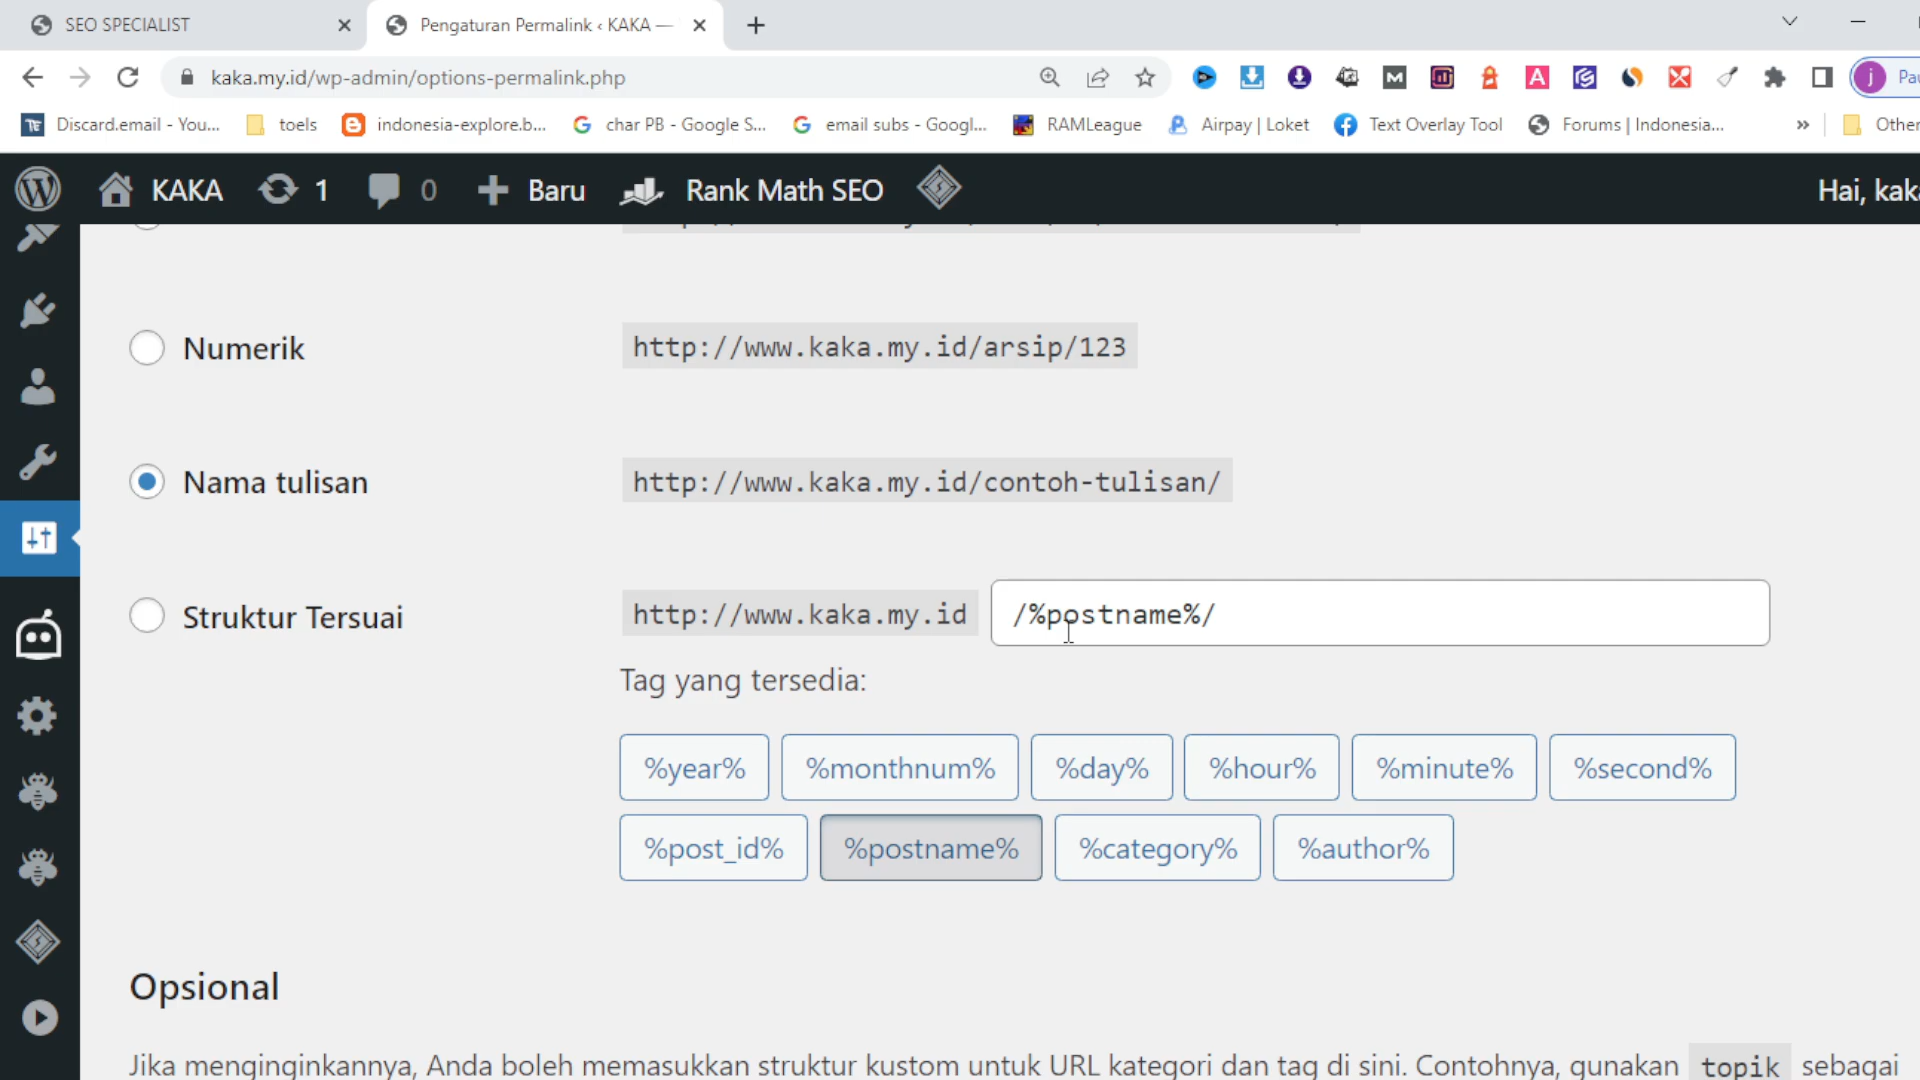 SEO SPECIALIST
Pengaturan Permalink ‹ KAKA —
kaka.my.id/wp-admin/options-permalink.php
Discard.email - You... toels indonesia-explore.b... char PB - Google S... email subs - Googl... RAMLeague Airpay | Loket Text Overlay Tool Forums | Indonesia... » Other
KAKA 1 0 Baru Rank Math SEO Hai, kak
Numerik http://www.kaka.my.id/arsip/123
Nama tulisan http://www.kaka.my.id/contoh-tulisan/
Struktur Tersuai http://www.kaka.my.id /%postname%/
Tag yang tersedia:
%year% %monthnum% %day% %hour% %minute% %second%
%post_id% %postname% %category% %author%
Opsional
Jika menginginkannya, Anda boleh memasukkan struktur kustom untuk URL kategori dan tag di sini. Contohnya, gunakan topik sebagai